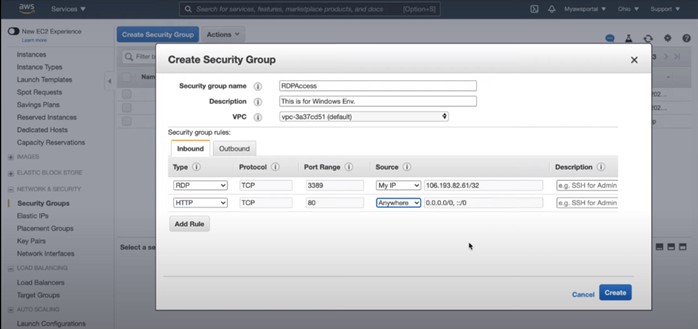 aws
Services
Search for services, features, marketplace products, and docs
[Option+S]
Myawsportal
Ohio
Support
New EC2 Experience
Learn more
Instances
Instance Types
Launch Templates
Spot Requests
Savings Plans
Reserved Instances
Dedicated Hosts
Capacity Reservations
IMAGES
ELASTIC BLOCK STORE
NETWORK & SECURITY
Security Groups
Elastic IPs
Placement Groups
Key Pairs
Network Interfaces
LOAD BALANCING
Load Balancers
Target Groups
AUTO SCALING
Launch Configurations
Create Security Group
Actions
Filter
Nam
Select a se
Create Security Group
Security group name
RDPAccess
Description
This is for Windows Env.
VPC
vpc-3a37cd51 (default)
Security group rules:
Inbound
Outbound
Type
Protocol
Port Range
Source
Description
RDP
TCP
3389
My IP
106.193.82.61/32
e.g. SSH for Admin
HTTP
TCP
80
Anywhere
0.0.0.0/0, ::/0
e.g. SSH for Admin
Add Rule
Cancel
Create